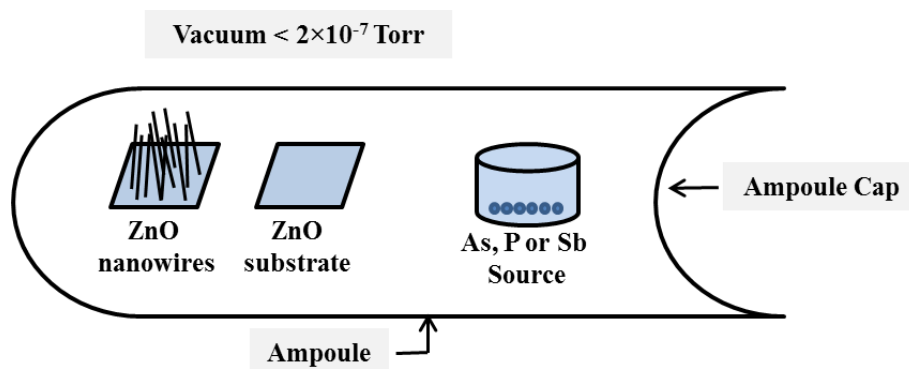 Vacuum < 2×10⁻⁷ Torr
Ampoule Cap
ZnO
nanowires
ZnO
substrate
As, P or Sb
Source
Ampoule